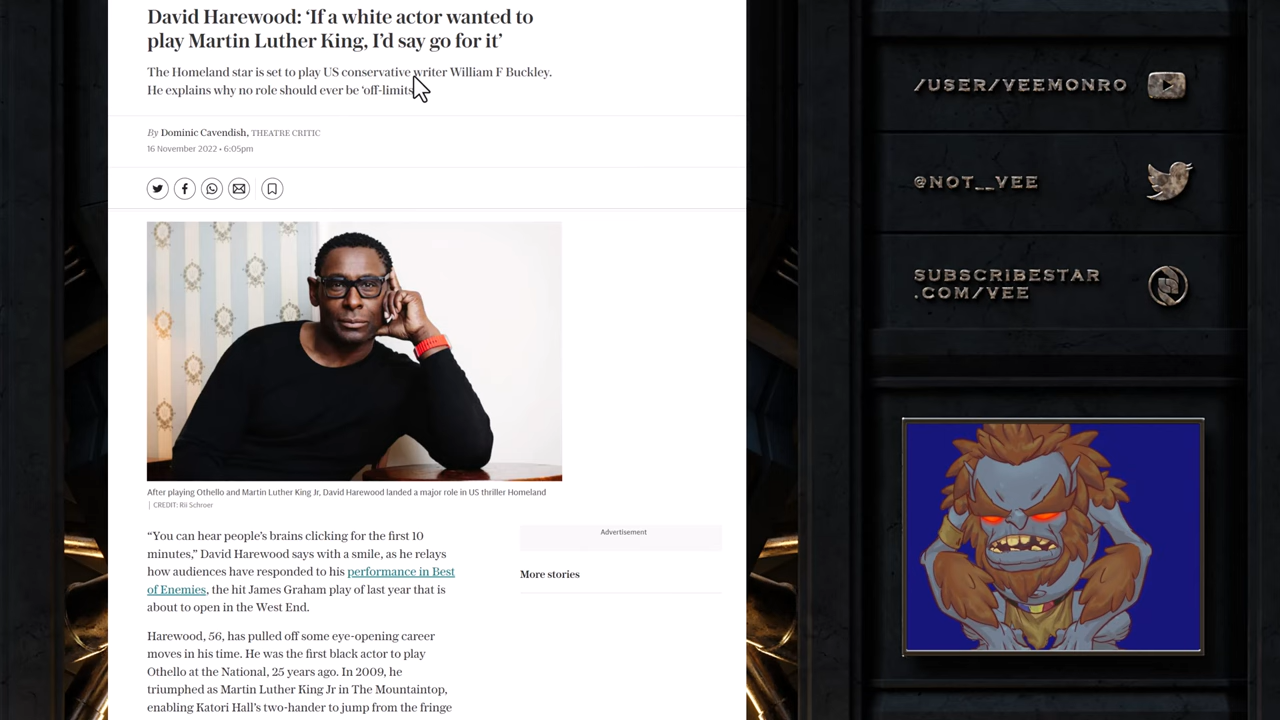 David Harewood: ‘If a white actor wanted to
play Martin Luther King, I’d say go for it’
The Homeland star is set to play US conservative writer William F Buckley.
He explains why no role should ever be ‘off-limits
By Dominic Cavendish, THEATRE CRITIC
16 November 2022 • 6:05pm
After playing Othello and Martin Luther King Jr, David Harewood landed a major role in US thriller Homeland
| CREDIT: Rii Schroer
“You can hear people’s brains clicking for the first 10
minutes,” David Harewood says with a smile, as he relays
how audiences have responded to his performance in Best
of Enemies, the hit James Graham play of last year that is
about to open in the West End.
Harewood, 56, has pulled off some eye-opening career
moves in his time. He was the first black actor to play
Othello at the National, 25 years ago. In 2009, he
triumphed as Martin Luther King Jr in The Mountaintop,
enabling Katori Hall’s two-hander to jump from the fringe
Advertisement
More stories
/USER/VEEMONRO
@NOT__VEE
SUBSCRIBESTAR
.COM/VEE